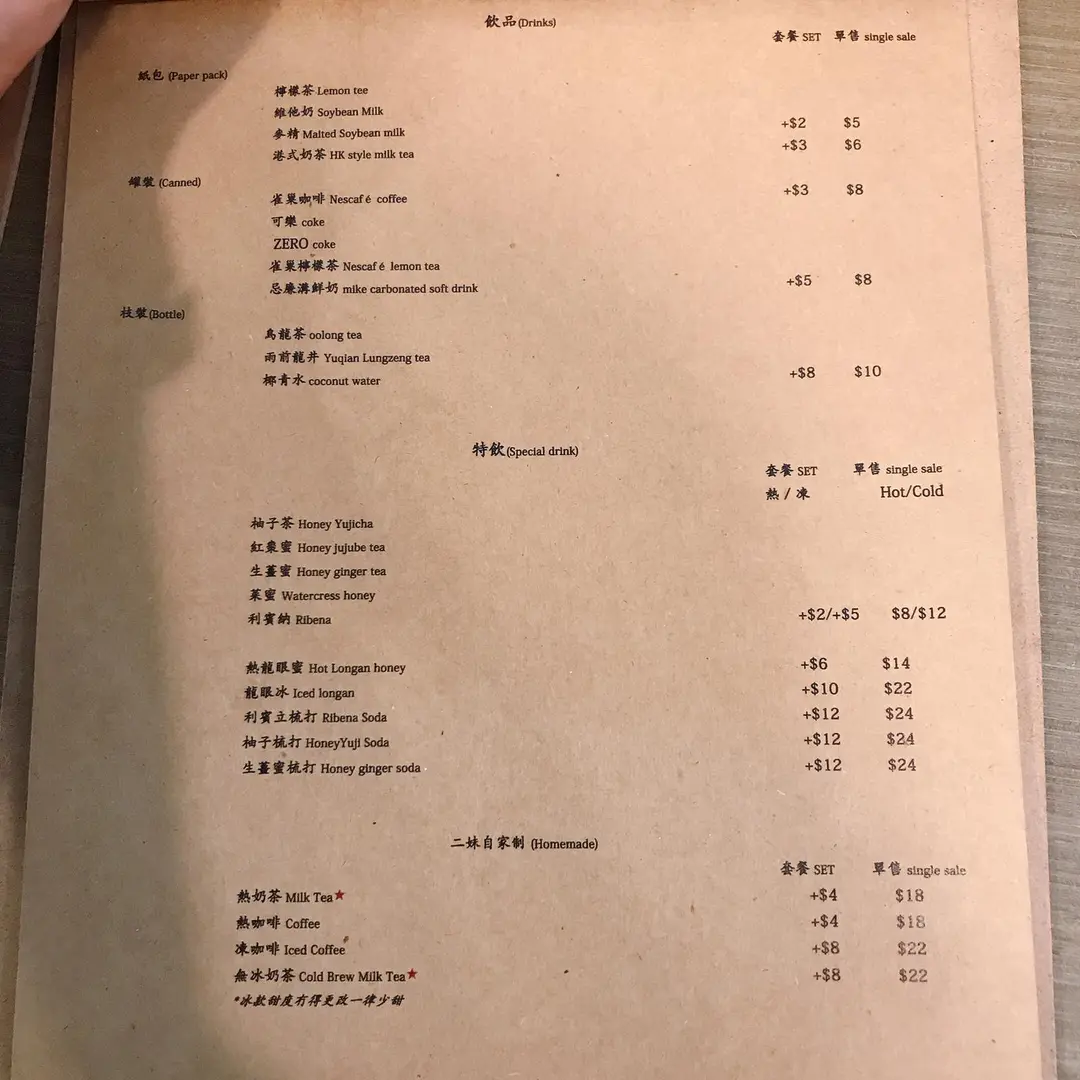 飲品(Drinks)
套餐 SET 單售 single sale
紙包 (Paper pack)
檸檬茶 Lemon tee
維他奶 Soybean Milk
麥精 Malted Soybean milk +$2 $5
港式奶茶 HK style milk tea +$3 $6
罐裝 (Canned)
雀巢咖啡 Nescafé coffee +$3 $8
可樂 coke
ZERO coke
雀巢檸檬茶 Nescafé lemon tea
忌廉溝鮮奶 mike carbonated soft drink +$5 $8
枝裝(Bottle)
烏龍茶 oolong tea
雨前龍井 Yuqian Lungzeng tea
椰青水 coconut water +$8 $10
特飲(Special drink)
套餐 SET 單售 single sale
熱 / 凍 Hot/Cold
柚子茶 Honey Yujicha
紅棗蜜 Honey jujube tea
生薑蜜 Honey ginger tea
菓蜜 Watercress honey
利賓納 Ribena +$2/+$5 $8/$12
熱龍眼蜜 Hot Longan honey +$6 $14
龍眼冰 Iced longan +$10 $22
利賓立梳打 Ribena Soda +$12 $24
柚子梳打 HoneyYuji Soda +$12 $24
生薑蜜梳打 Honey ginger soda +$12 $24
二妹自家制 (Homemade)
套餐 SET 單售 single sale
熱奶茶 Milk Tea★ +$4 $18
熱咖啡 Coffee +$4 $18
凍咖啡 Iced Coffee +$8 $22
無冰奶茶 Cold Brew Milk Tea★ +$8 $22
*冰飲甜度冇得更改一律少甜